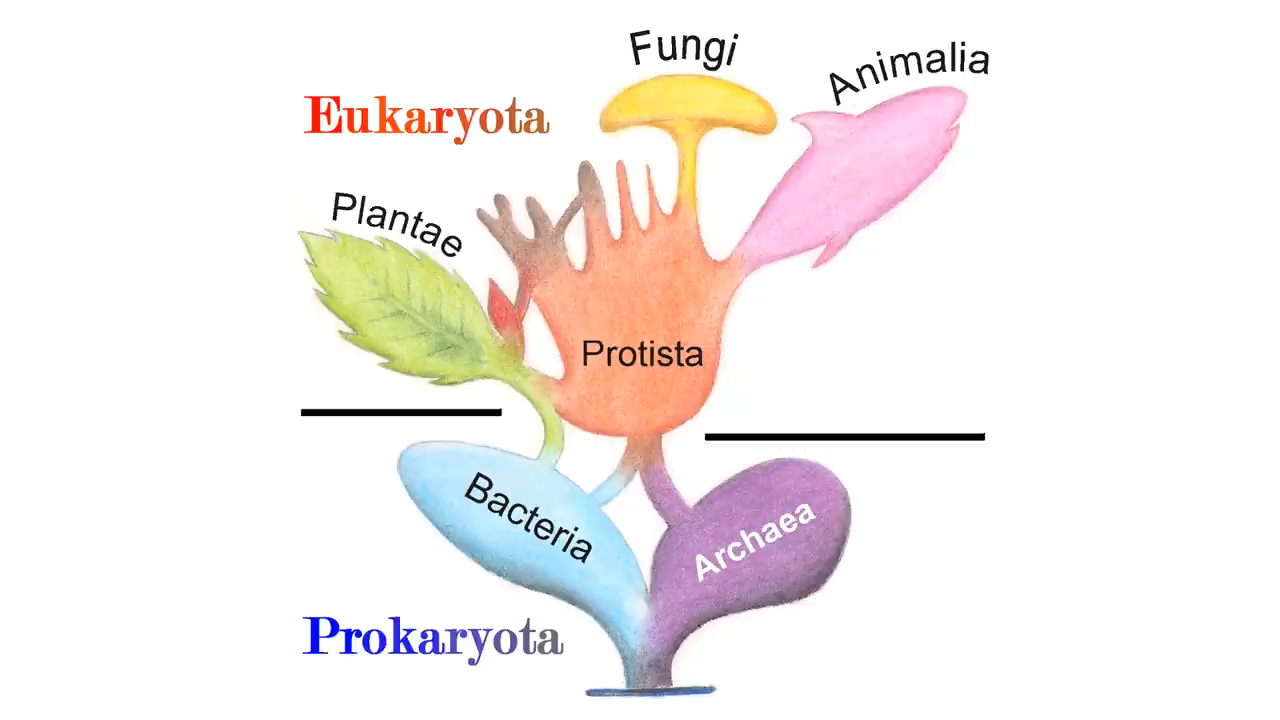 Fungi
Animalia
Eukaryota
Plantae
Protista
Bacteria
Archaea
Prokaryota